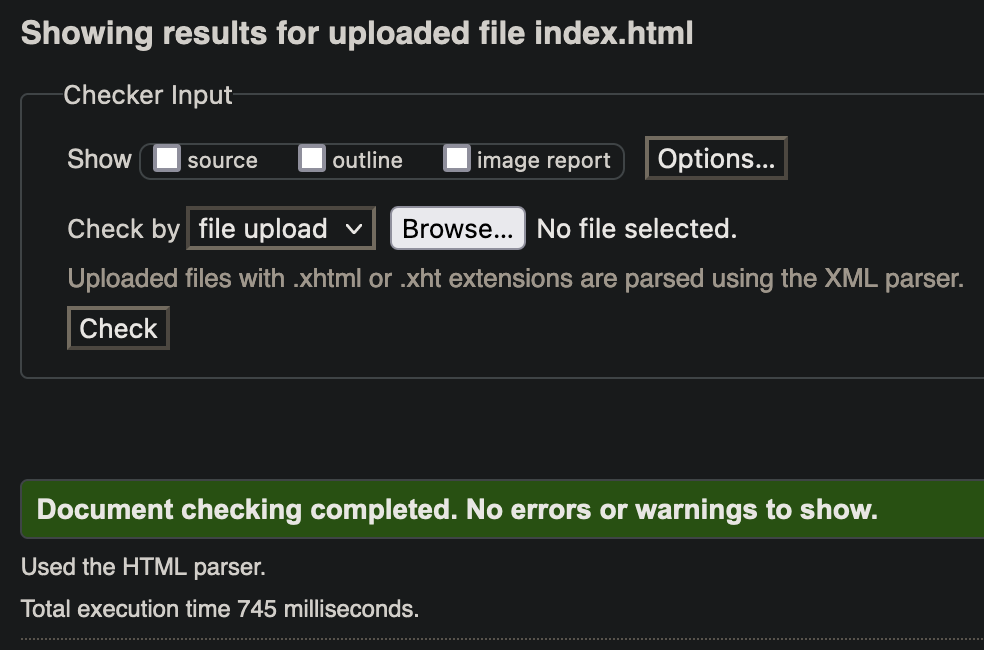 Showing results for uploaded file index.html
Checker Input
Show source outline image report Options...
Check by file upload Browse... No file selected.
Uploaded files with .xhtml or .xht extensions are parsed using the XML parser.
Check
Document checking completed. No errors or warnings to show.
Used the HTML parser.
Total execution time 745 milliseconds.